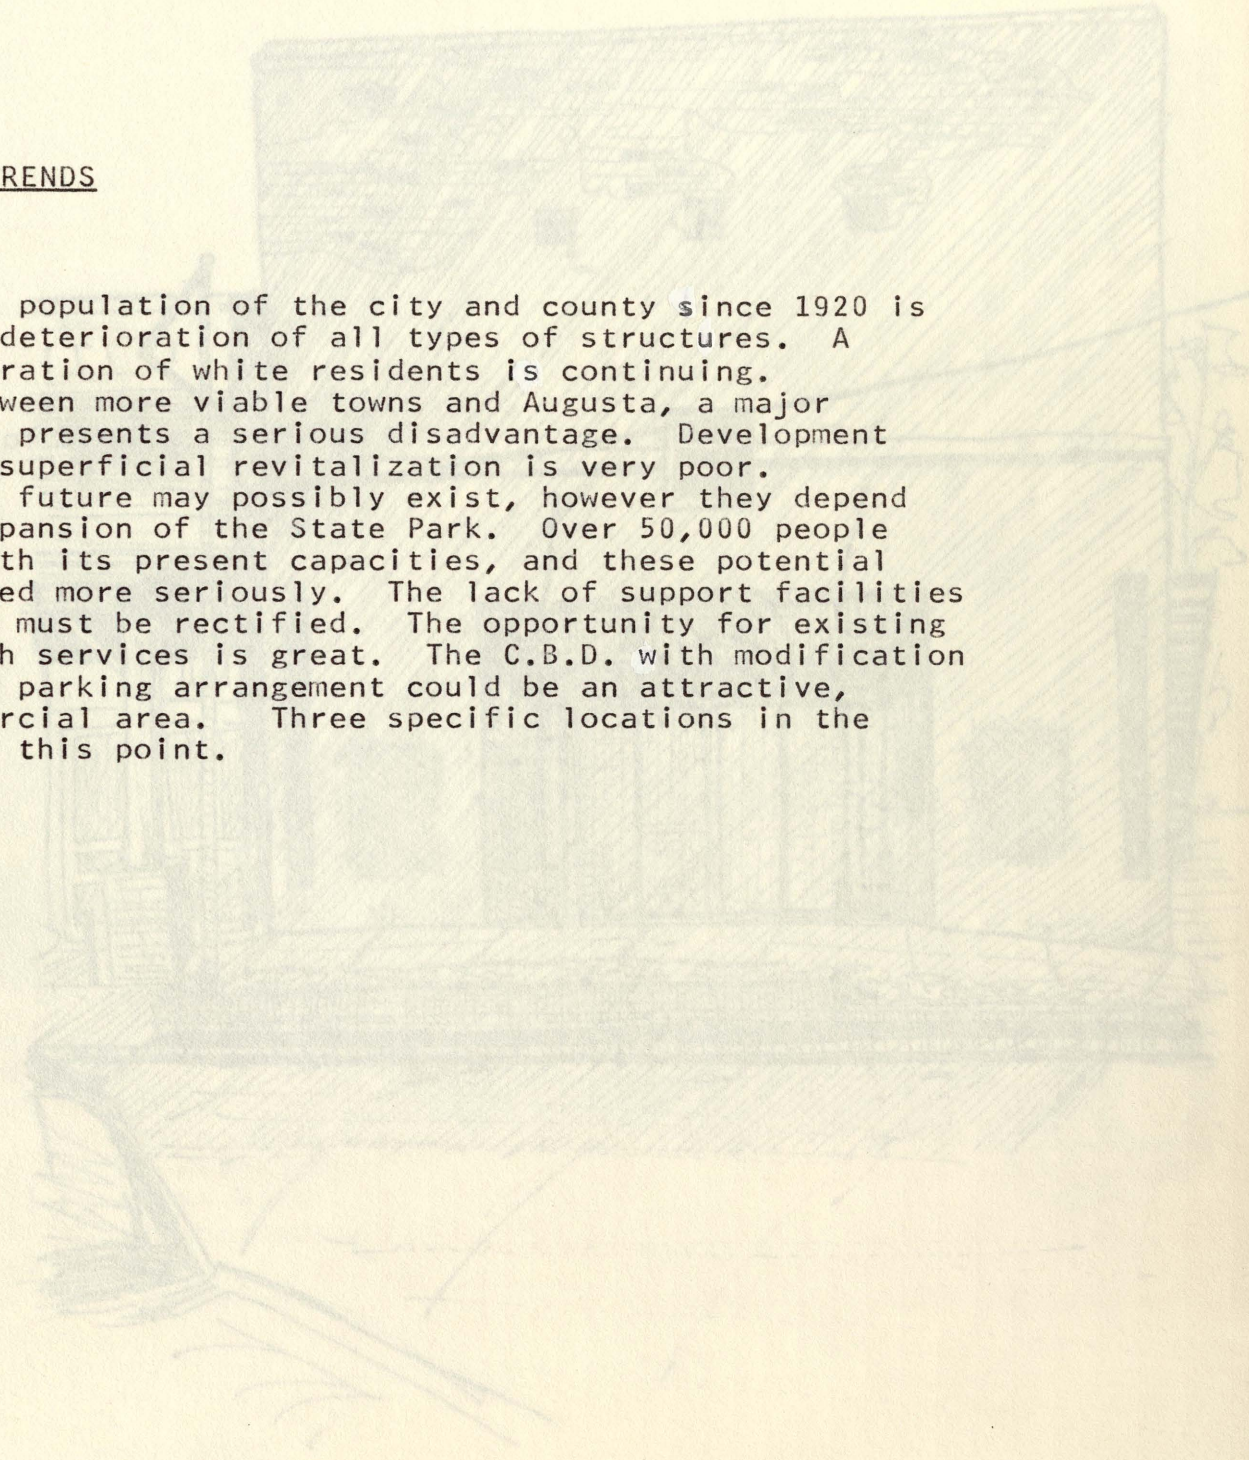 RENDS
population of the city and county since 1920 is
deterioration of all types of structures. A
ration of white residents is continuing.
ween more viable towns and Augusta, a major
presents a serious disadvantage. Development
superficial revitalization is very poor.
future may possibly exist, however they depend
pansion of the State Park. Over 50,000 people
th its present capacities, and these potential
ed more seriously. The lack of support facilities
must be rectified. The opportunity for existing
h services is great. The C.B.D. with modification
parking arrangement could be an attractive,
rcial area. Three specific locations in the
this point.